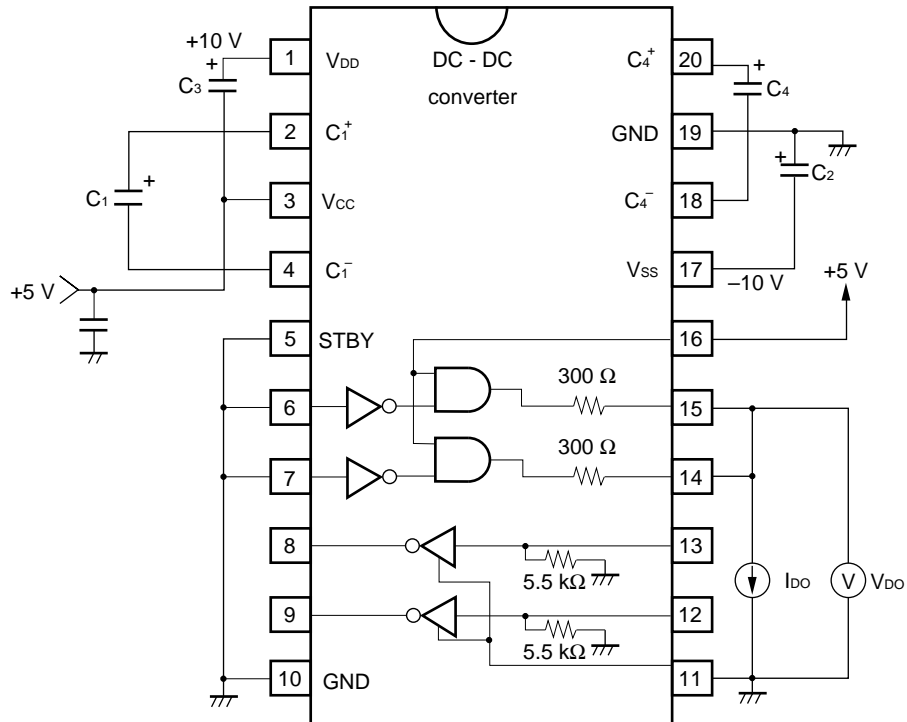 +10 V
+
C3
1
VDD
DC - DC
converter
C4+
20
+
C4
2
C1+
GND
19
+
C1
+
C2
3
VCC
C4−
18
4
C1−
VSS
17
–10 V
+5 V
+5 V
5
STBY
16
300 Ω
6
15
300 Ω
7
14
8
13
5.5 kΩ
IDO
V
VDO
9
12
5.5 kΩ
10
GND
11